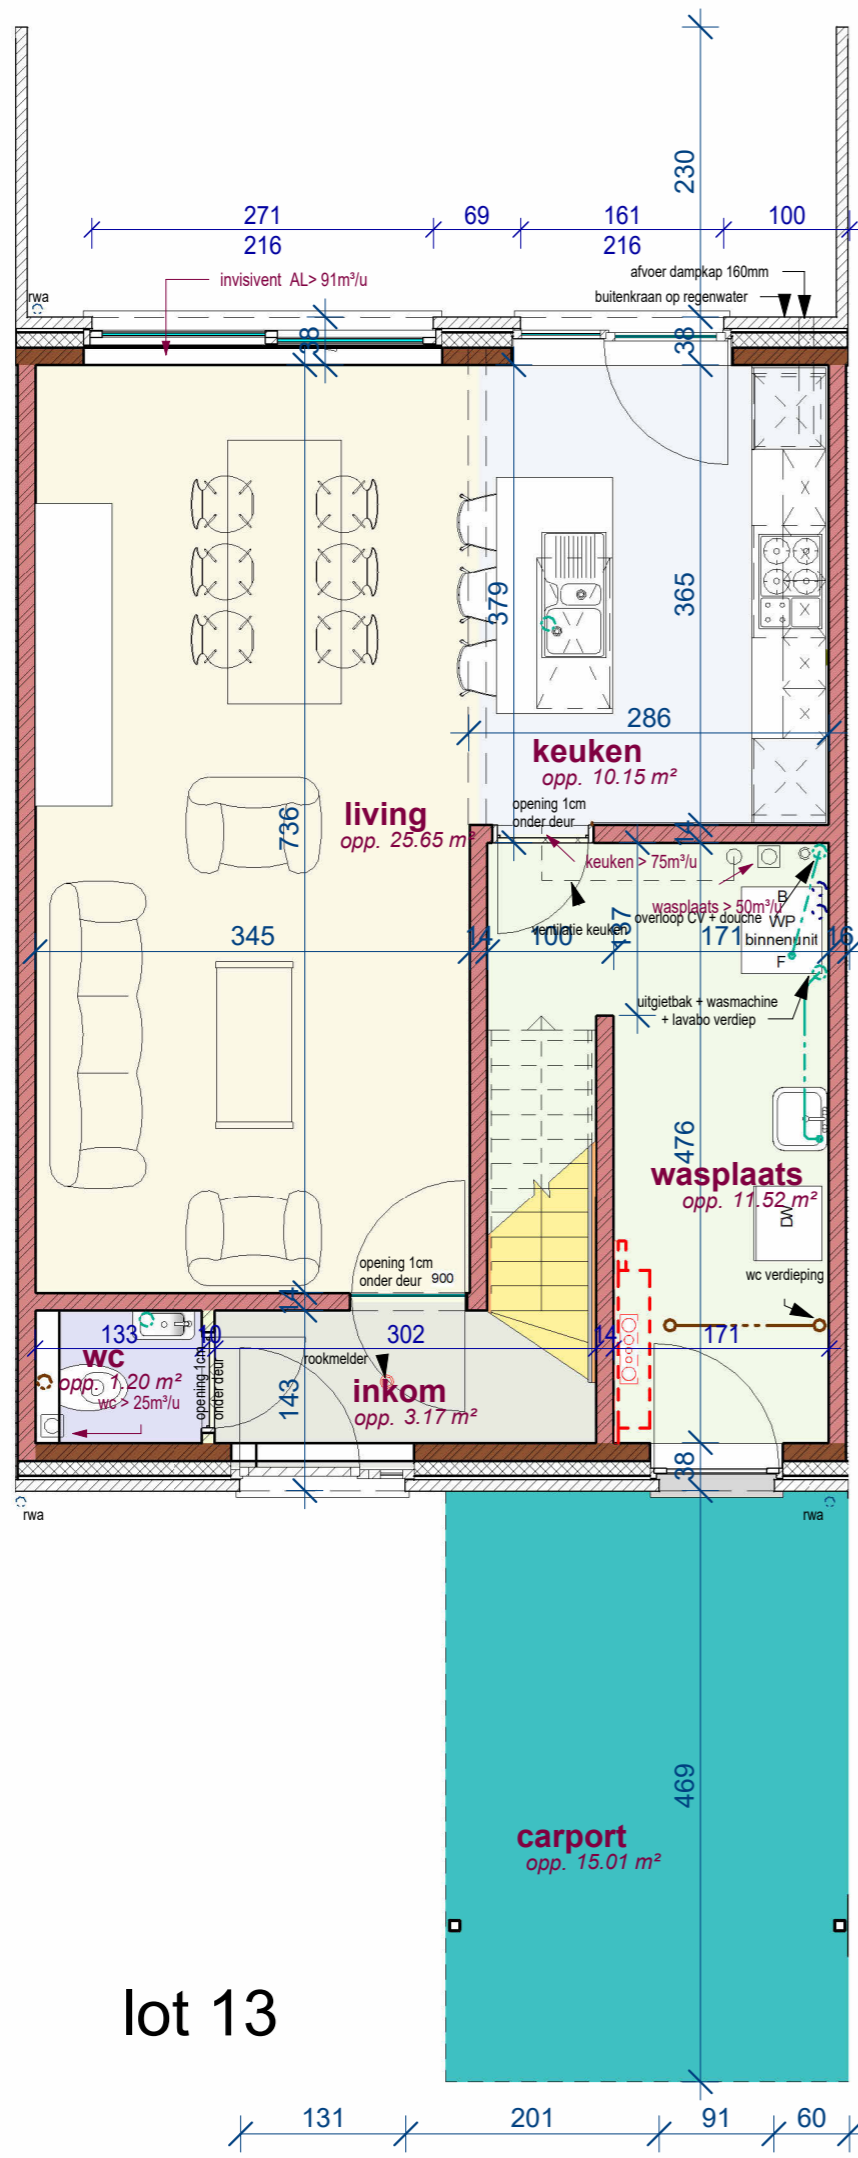 230
271
69
161
100
216
216
invisivent AL> 91m³/u
afvoer dampkap 160mm
buitenkraan op regenwater
rwa
38
38
379
365
286
keuken
opp. 10.15 m²
living
opp. 25.65 m²
736
opening 1cm
onder deur
14
keuken > 75m³/u
wasplaats > 50m³/u
B
WP
binnenunit
F
overloop CV + douche
ventilatie keuken
137
345
14
100
171
16
uitgietbak + wasmachine
+ lavabo verdiep
476
wasplaats
opp. 11.52 m²
DW
wc verdieping
opening 1cm
onder deur
900
14
133
10
302
14
171
wc
opp. 1.20 m²
wc > 25m³/u
opening 1cm
onder deur
rookmelder
143
inkom
opp. 3.17 m²
38
rwa
rwa
469
carport
opp. 15.01 m²
lot 13
131
201
91
60